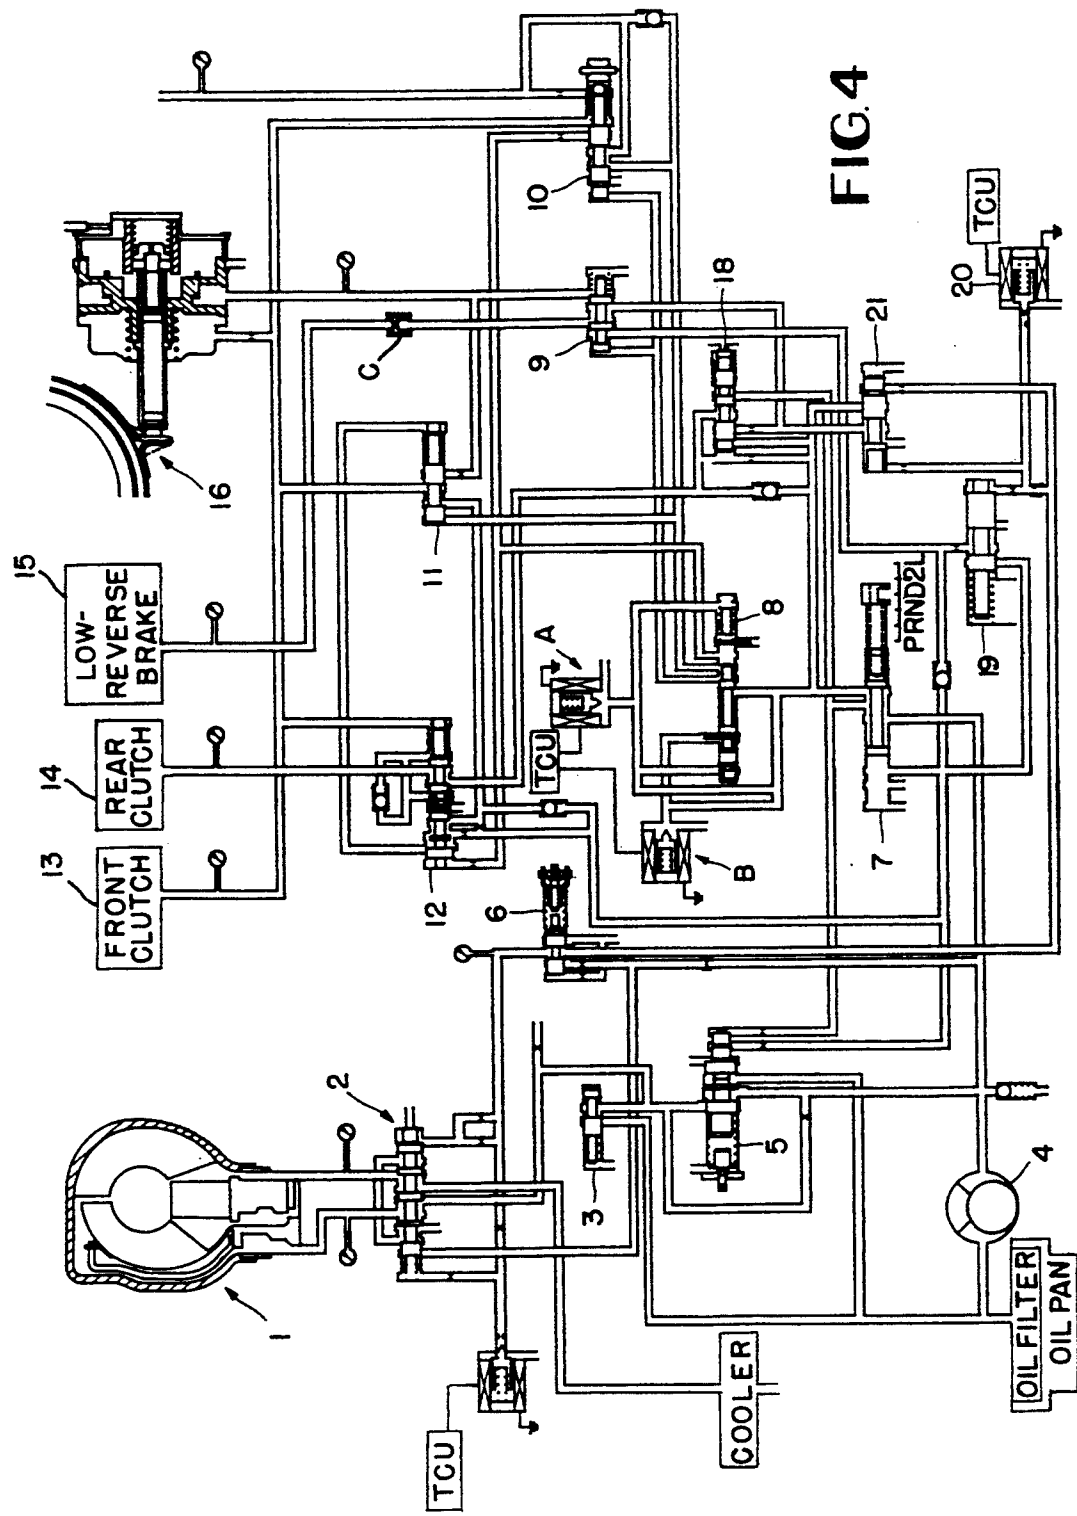 FIG. 4
15
LOW-
REVERSE
BRAKE
14
REAR
CLUTCH
13
FRONT
CLUTCH
16
C
10
9
11
12
18
20
TCU
21
A
TCU
8
PRND2L
19
7
B
6
2
1
3
5
4
TCU
COOLER
OIL FILTER
OIL PAN